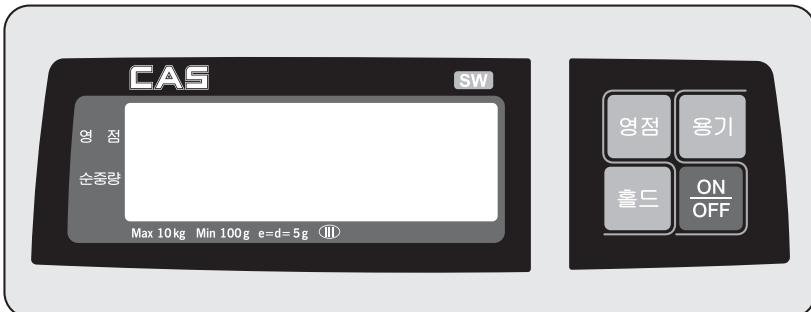 CAS
SW
영 점
순중량
Max 10kg Min 100g e=d=5g III
영점 용기
홀드 ON
OFF